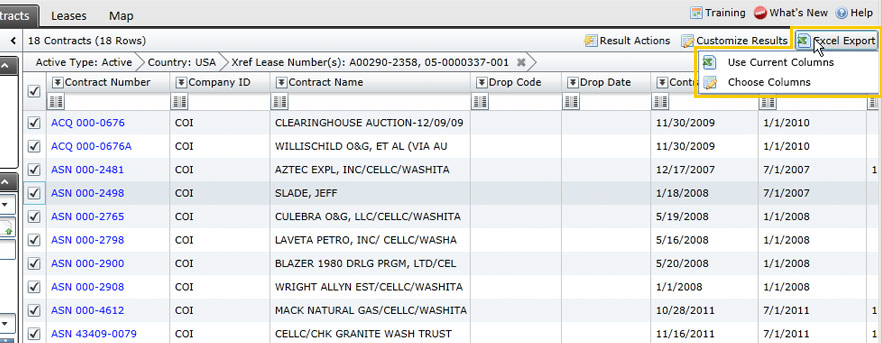 tracts Leases Map Training What's New Help
18 Contracts (18 Rows) Result Actions Customize Results Excel Export
Active Type: Active Country: USA Xref Lease Number(s): A00290-2358, 05-0000337-001 Use Current Columns
Choose Columns
Contract Number Company ID Contract Name Drop Code Drop Date Contr
ACQ 000-0676 COI CLEARINGHOUSE AUCTION-12/09/09 11/30/2009 1/1/2010
ACQ 000-0676A COI WILLISCHILD O&G, ET AL (VIA AU 11/30/2009 1/1/2010
ASN 000-2481 COI AZTEC EXPL, INC/CELLC/WASHITA 12/17/2007 7/1/2007 1
ASN 000-2498 COI SLADE, JEFF 1/18/2008 7/1/2007
ASN 000-2765 COI CULEBRA O&G, LLC/CELLC/WASHITA 5/19/2008 1/1/2008
ASN 000-2798 COI LAVETA PETRO, INC/ CELLC/WASHA 5/16/2008 1/1/2008
ASN 000-2900 COI BLAZER 1980 DRLG PRGM, LTD/CEL 5/20/2008 1/1/2008
ASN 000-2908 COI WRIGHT ALLYN EST/CELLC/WASHITA 1/1/2008 1/1/2008
ASN 000-4612 COI MACK NATURAL GAS/CELLC/WASHITA 10/28/2011 7/1/2011 1
ASN 43409-0079 COI CELLC/CHK GRANITE WASH TRUST 11/16/2011 7/1/2011 1